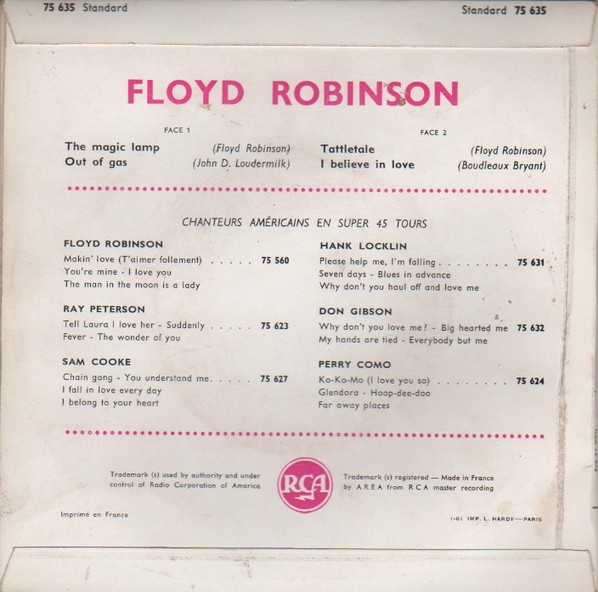 75 635 Standard
Standard 75 635
FLOYD ROBINSON
FACE 1
The magic lamp (Floyd Robinson)
Out of gas (John D. Loudermilk)
FACE 2
Tattletale (Floyd Robinson)
I believe in love (Boudleaux Bryant)
CHANTEURS AMÉRICAINS EN SUPER 45 TOURS
FLOYD ROBINSON
Makin' love (T'aimer follement) ..... 75 560
You're mine - I love you
The man in the moon is a lady
RAY PETERSON
Tell Laura I love her - Suddenly ..... 75 623
Fever - The wonder of you
SAM COOKE
Chain gang - You understand me..... 75 627
I fall in love every day
I belong to your heart
HANK LOCKLIN
Please help me, I'm falling ........ 75 631
Seven days - Blues in advance
Why don't you haul off and love me
DON GIBSON
Why don't you love me? - Big hearted me 75 632
My hands are tied - Everybody but me
PERRY COMO
Ko-Ko-Mo (I love you so) ........ 75 624
Glendora - Hoop-dee-doo
Far away places
Trademark (s) used by authority and under
control of Radio Corporation of America
RCA
Trademark (s) registered — Made in France
by AREA from RCA master recording
Imprimé en France
1-61 IMP. L. HARDY—PARIS